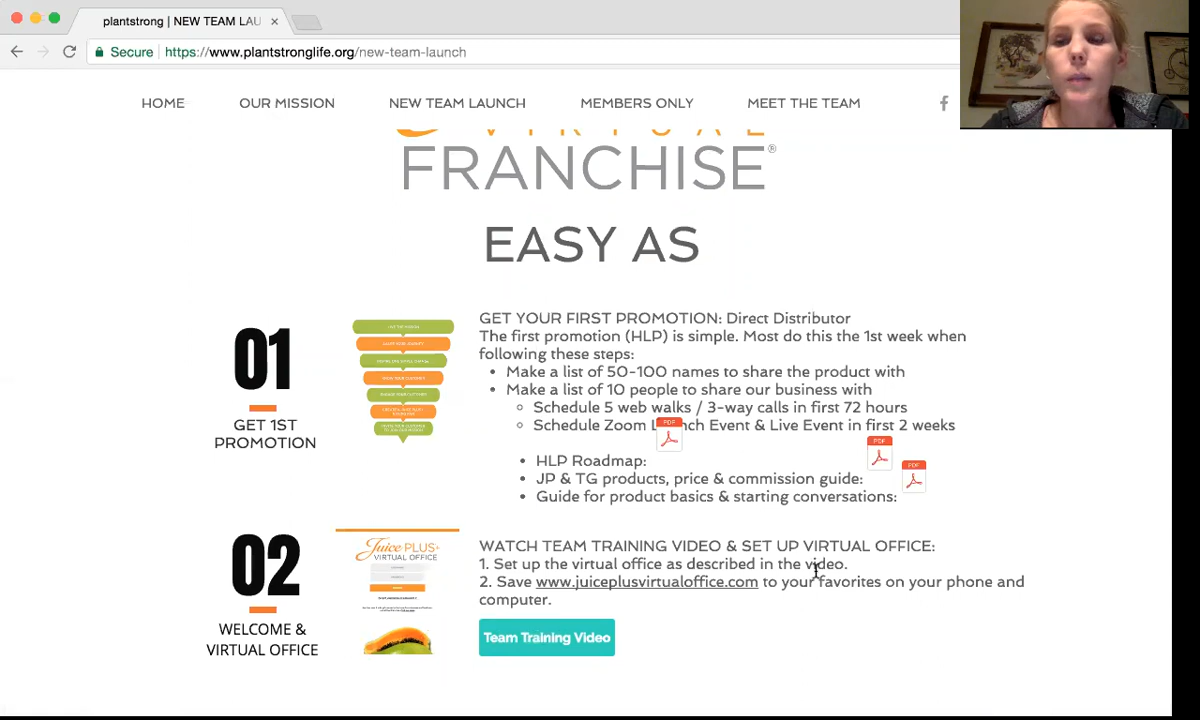 plantstrong | NEW TEAM LAU
Secure https://www.plantstronglife.org/new-team-launch
HOME OUR MISSION NEW TEAM LAUNCH MEMBERS ONLY MEET THE TEAM
VIRTUAL
FRANCHISE®
EASY AS
01
GET 1ST
PROMOTION
GET YOUR FIRST PROMOTION: Direct Distributor
The first promotion (HLP) is simple. Most do this the 1st week when
following these steps:
Make a list of 50-100 names to share the product with
Make a list of 10 people to share our business with
Schedule 5 web walks / 3-way calls in first 72 hours
Schedule Zoom Event & Live Event in first 2 weeks
PDF
HLP Roadmap:
PDF
JP & TG products, price & commission guide:
PDF
Guide for product basics & starting conversations:
02
WELCOME &
VIRTUAL OFFICE
Juice PLUS+
VIRTUAL OFFICE
WATCH TEAM TRAINING VIDEO & SET UP VIRTUAL OFFICE:
1. Set up the virtual office as described in the video.
2. Save www.juiceplusvirtualoffice.com to your favorites on your phone and
computer.
Team Training Video